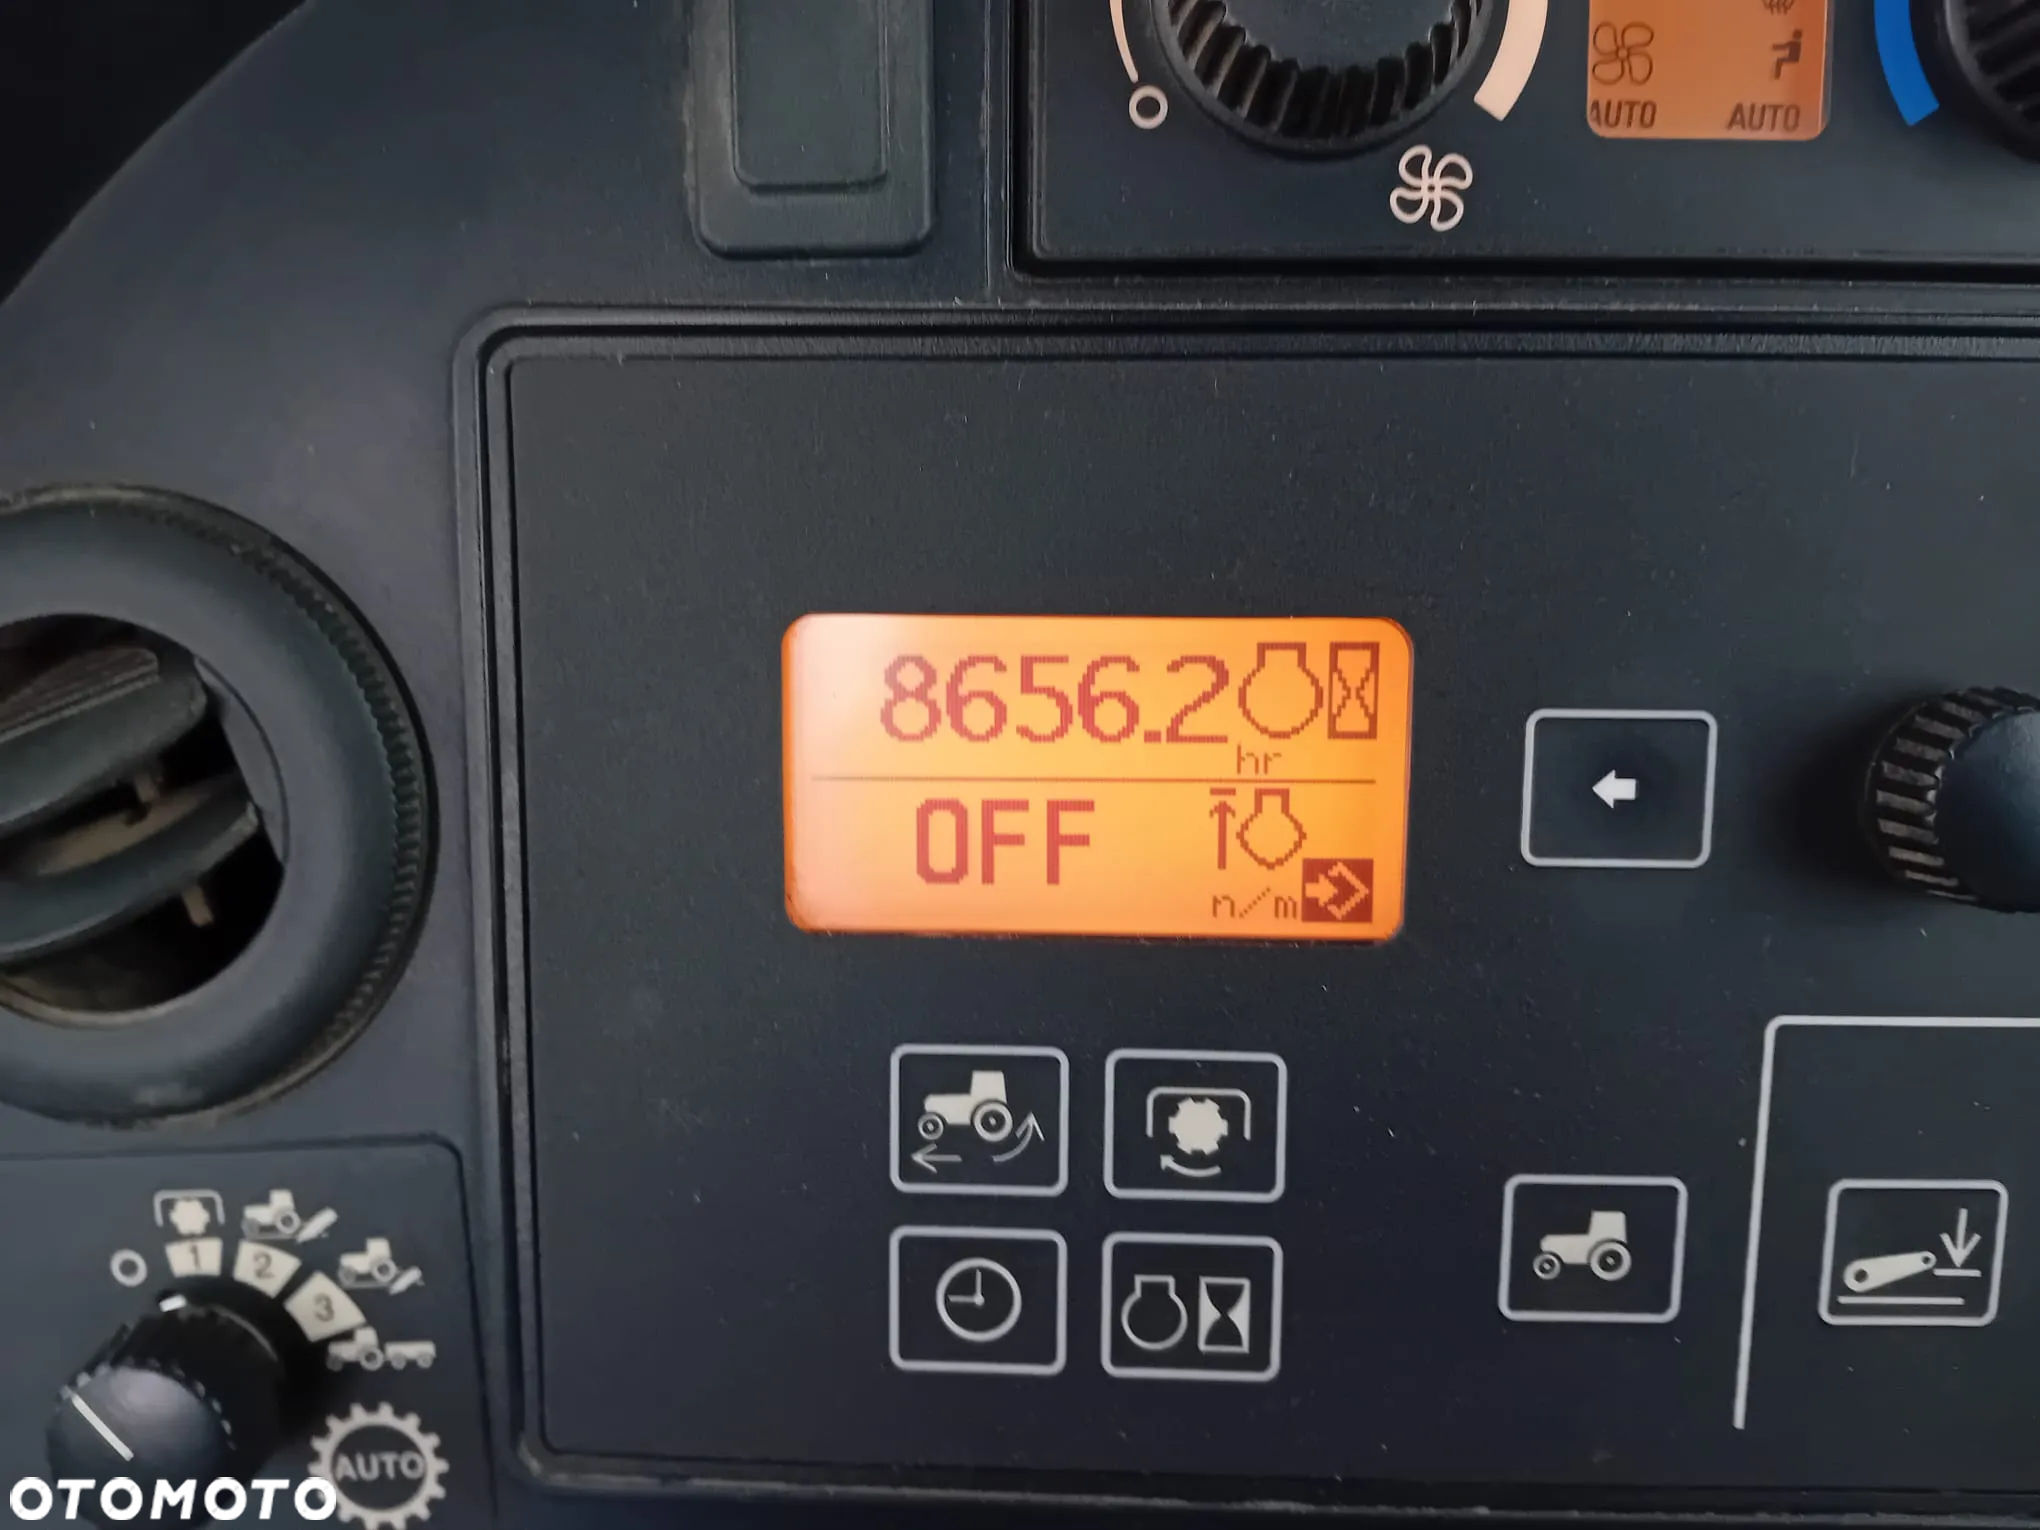 AUTO AUTO
8656.2
hr
OFF
n/m
1
2
3
AUTO
OTOMOTO